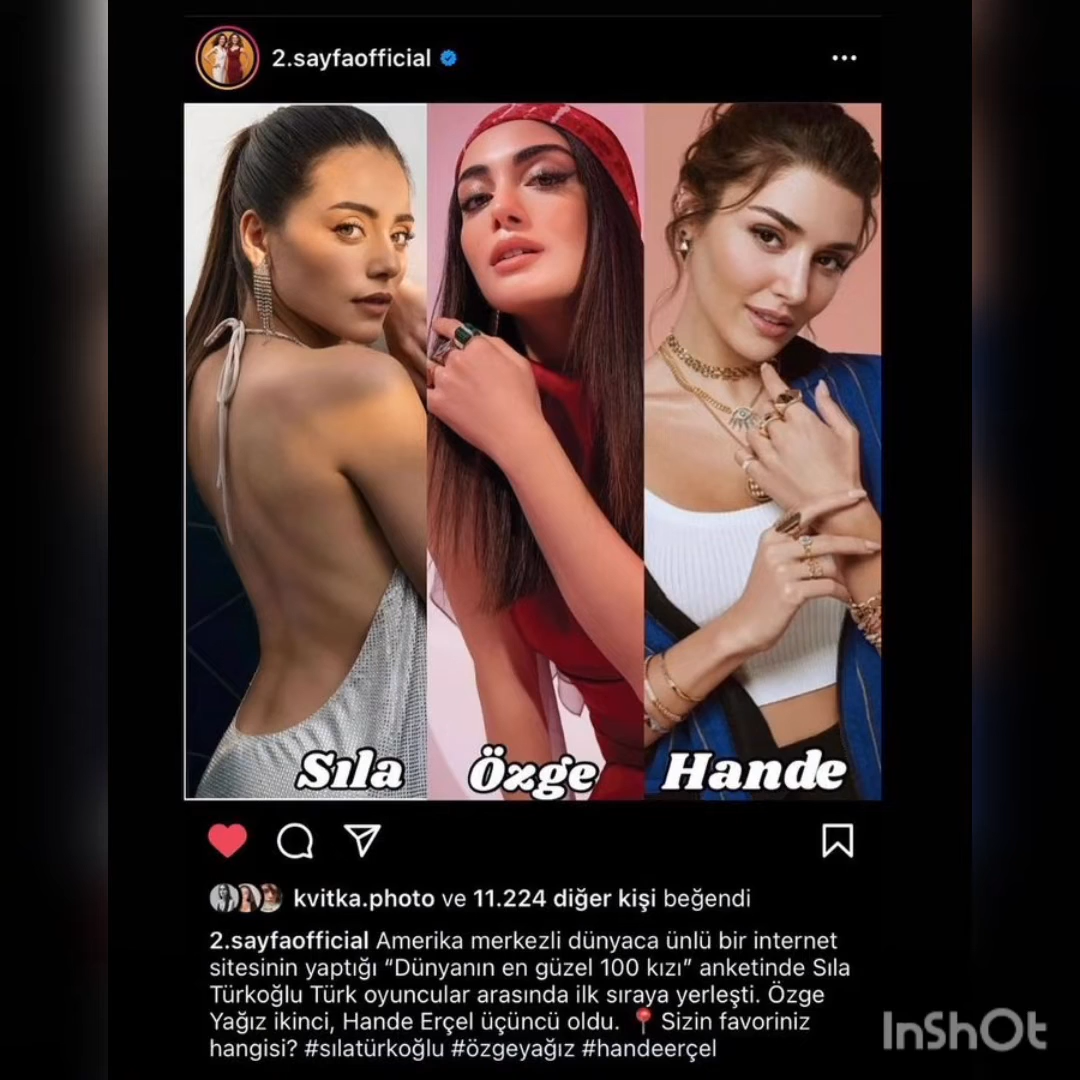 2.sayfaofficial
Sıla
Özge
Hande
kvitka.photo ve 11.224 diğer kişi beğendi
2.sayfaofficial Amerika merkezli dünyaca ünlü bir internet
sitesinin yaptığı “Dünyanın en güzel 100 kızı” anketinde Sıla
Türkoğlu Türk oyuncular arasında ilk sıraya yerleşti. Özge
Yağız ikinci, Hande Erçel üçüncü oldu. 📍Sizin favoriniz
hangisi? #sılatürkoğlu #özgeyağız #handeerçel
InShOt